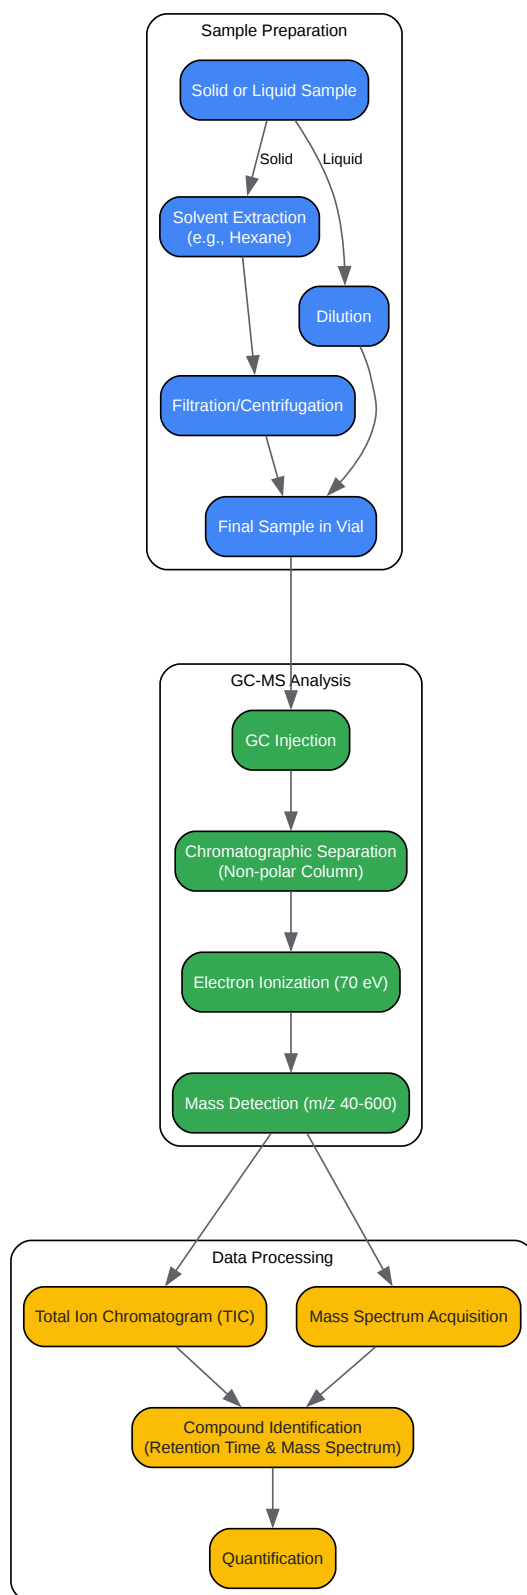 Sample Preparation
Solid or Liquid Sample
Solid
Liquid
Solvent Extraction
(e.g., Hexane)
Dilution
Filtration/Centrifugation
Final Sample in Vial
GC-MS Analysis
GC Injection
Chromatographic Separation
(Non-polar Column)
Electron Ionization (70 eV)
Mass Detection (m/z 40-600)
Data Processing
Total Ion Chromatogram (TIC)
Mass Spectrum Acquisition
Compound Identification
(Retention Time & Mass Spectrum)
Quantification